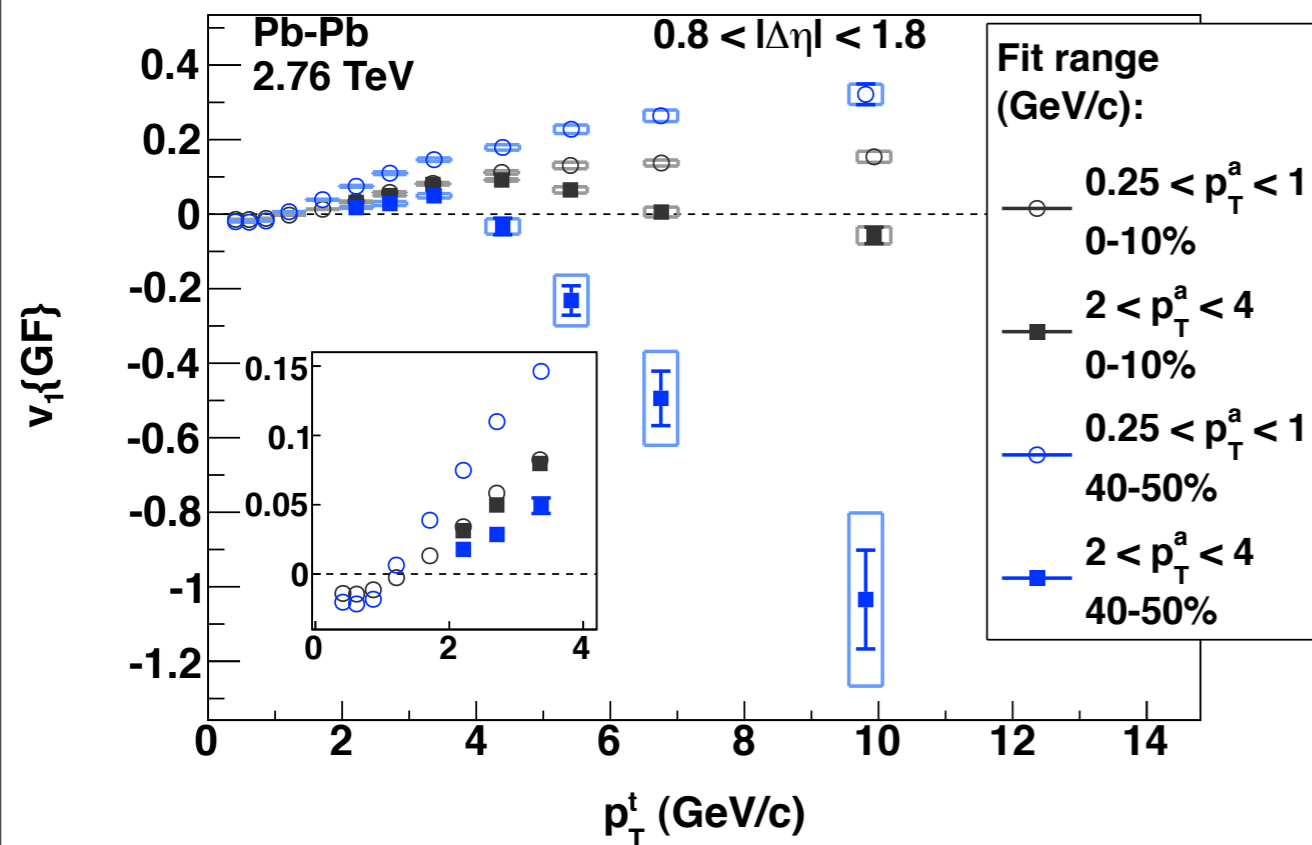 Pb-Pb
2.76 TeV
0.8 < |Δη| < 1.8
Fit range
(GeV/c):
0.25 < p_T^a < 1
0-10%
2 < p_T^a < 4
0-10%
0.25 < p_T^a < 1
40-50%
2 < p_T^a < 4
40-50%
v₁{GF}
0.4
0.2
0
-0.2
-0.4
-0.6
-0.8
-1
-1.2
0.15
0.1
0.05
0
0 2 4
0 2 4 6 8 10 12 14
p_T^t (GeV/c)